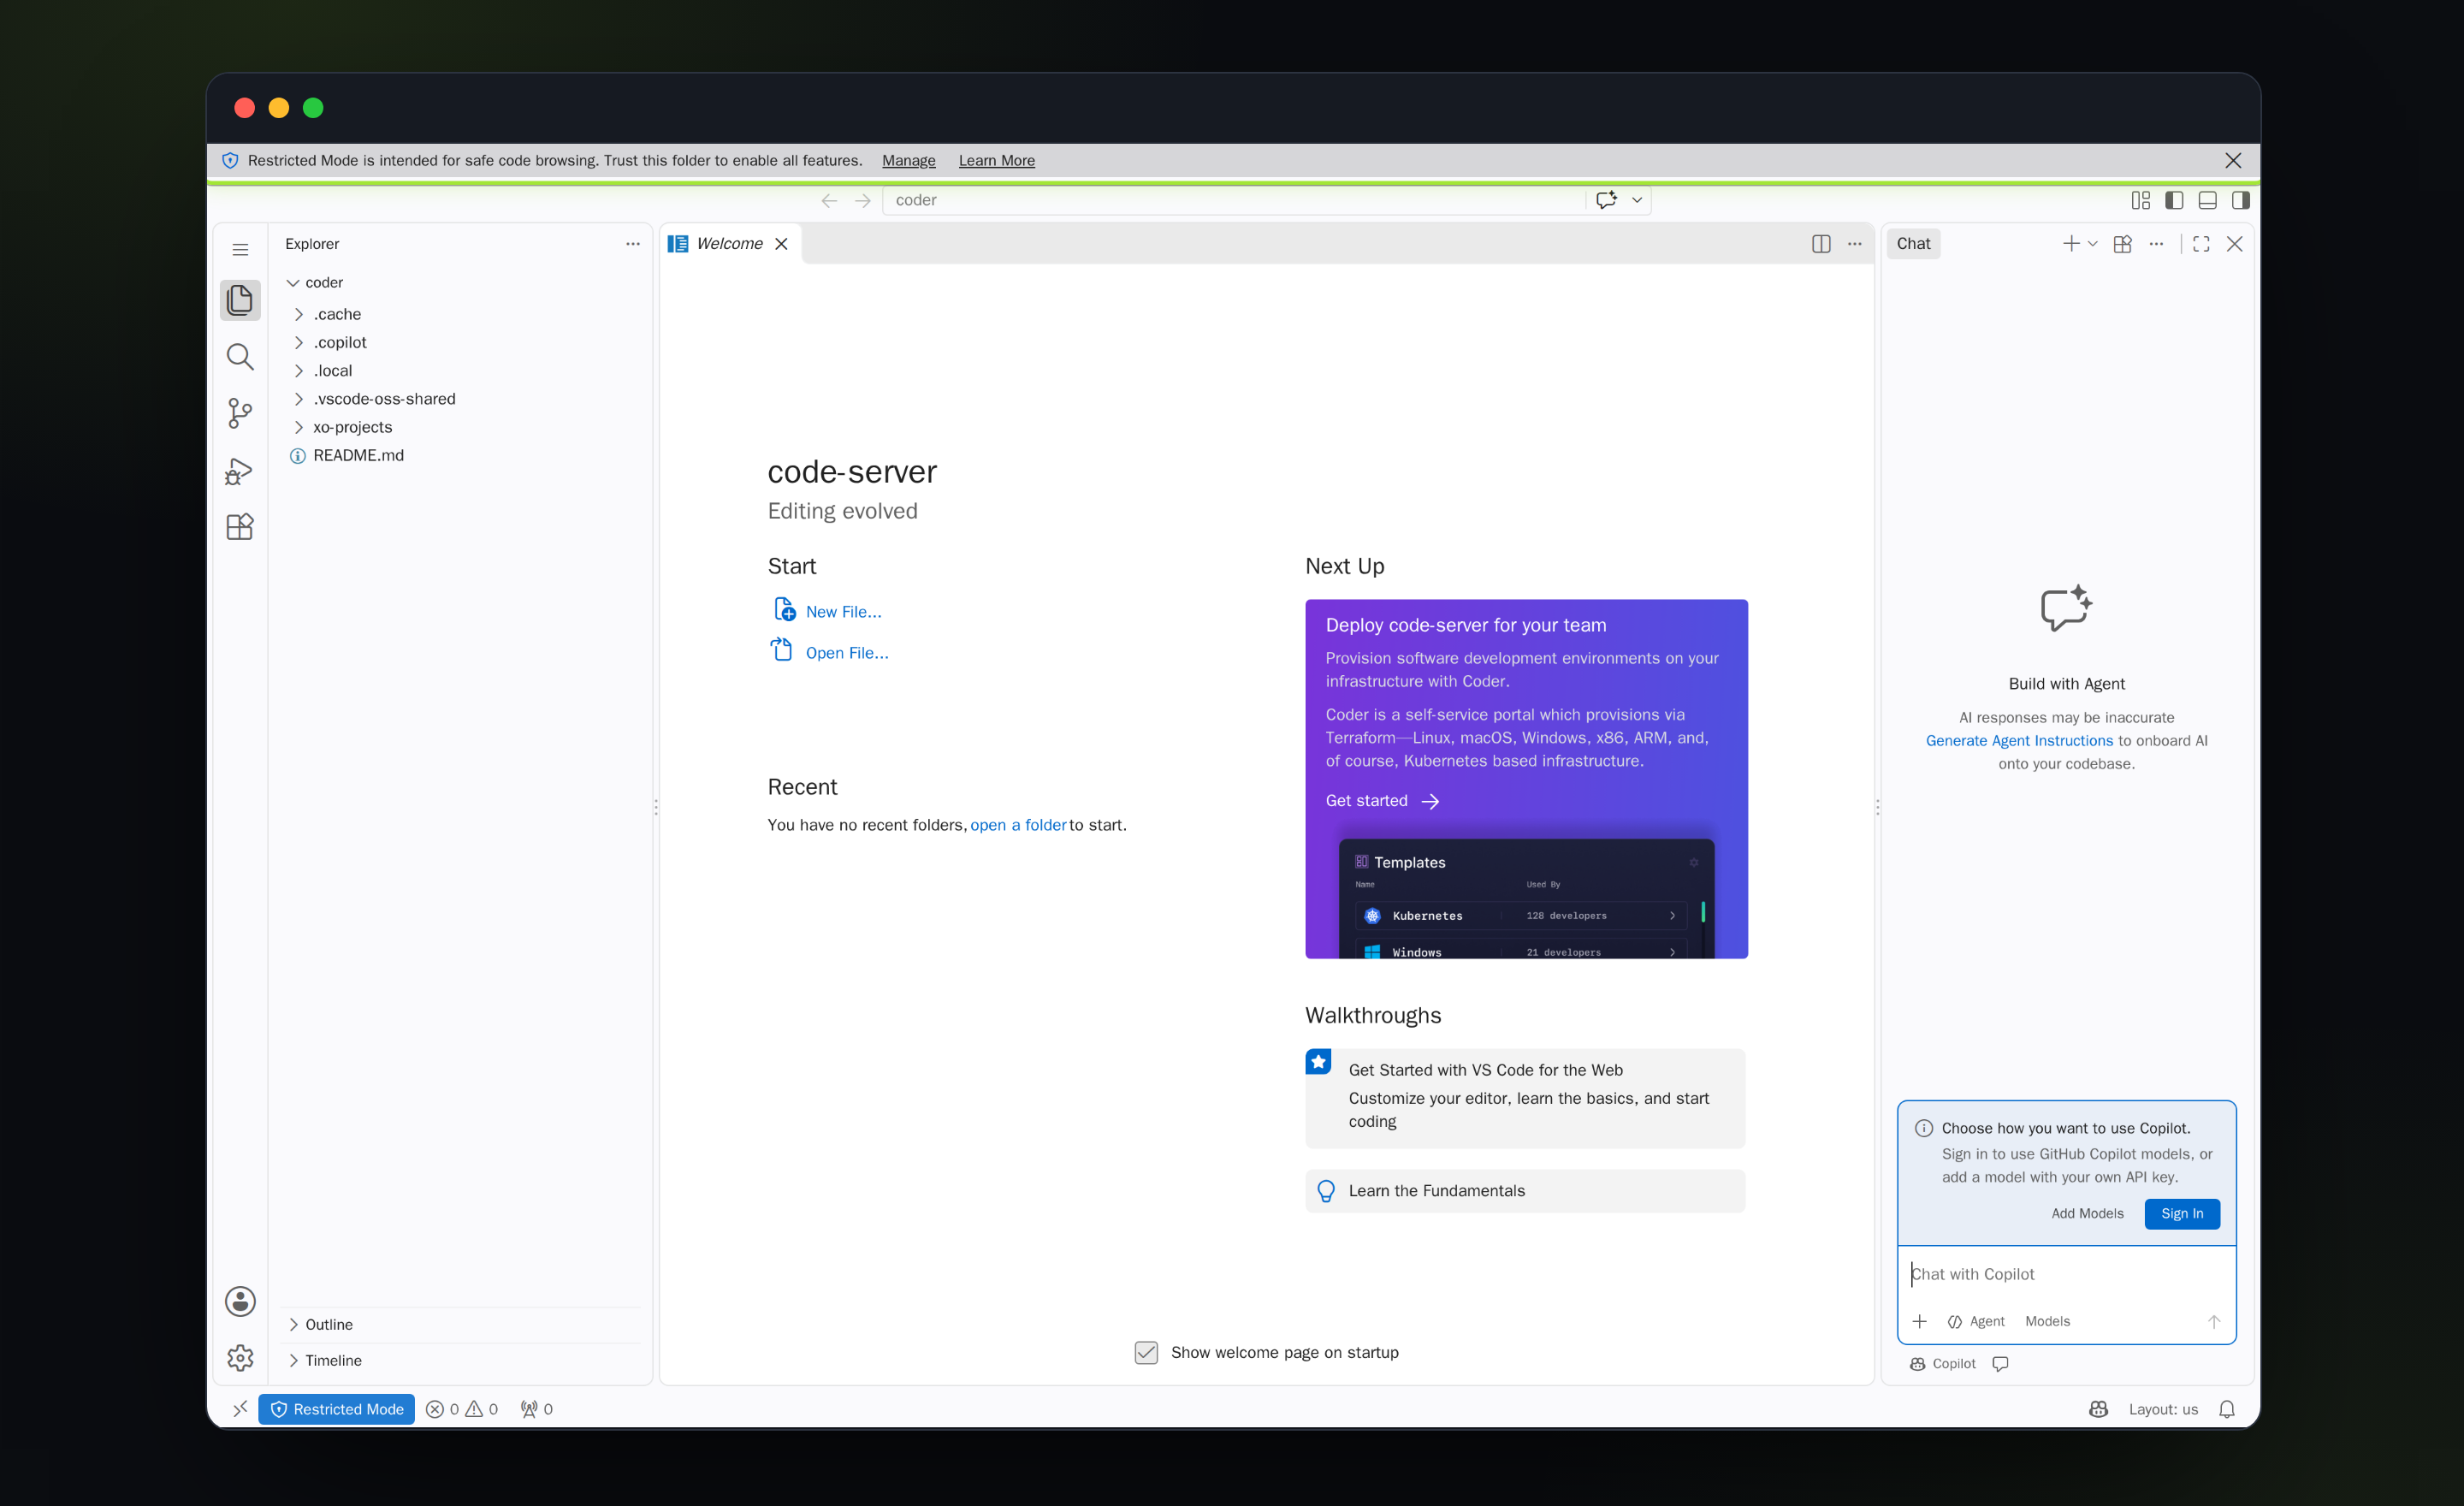 Restricted Mode is intended for safe code browsing. Trust this folder to enable all features. Manage Learn More
coder
Explorer
coder
.cache
.copilot
.local
.vscode-oss-shared
xo-projects
README.md
Outline
Timeline
Welcome
code-server
Editing evolved
Start
New File...
Open File...
Recent
You have no recent folders, open a folder to start.
Next Up
Deploy code-server for your team
Provision software development environments on your
infrastructure with Coder.
Coder is a self-service portal which provisions via
Terraform—Linux, macOS, Windows, x86, ARM, and,
of course, Kubernetes based infrastructure.
Get started
Templates
Name Used By
Kubernetes 128 developers
Windows 21 developers
Walkthroughs
Get Started with VS Code for the Web
Customize your editor, learn the basics, and start
coding
Learn the Fundamentals
Show welcome page on startup
Chat
Build with Agent
AI responses may be inaccurate
Generate Agent Instructions to onboard AI
onto your codebase.
Choose how you want to use Copilot.
Sign in to use GitHub Copilot models, or
add a model with your own API key.
Add Models Sign In
Chat with Copilot
Agent Models
Copilot
Restricted Mode 0 0 0
Layout: us